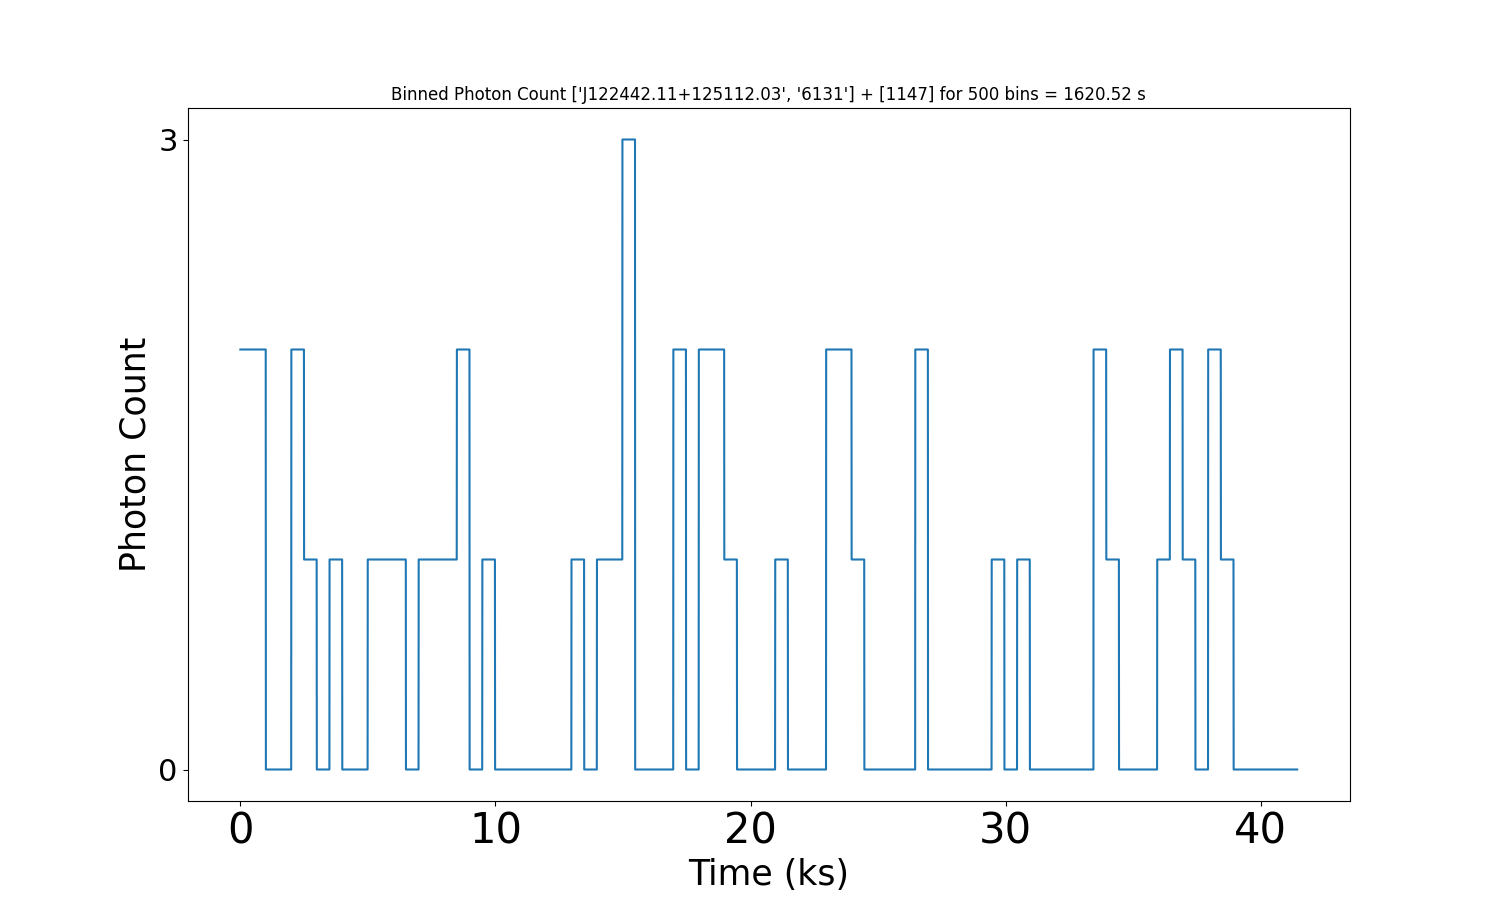 Binned Photon Count ['J122442.11+125112.03', '6131'] + [1147] for 500 bins = 1620.52 s
3
Photon Count
0
0 10 20 30 40
Time (ks)